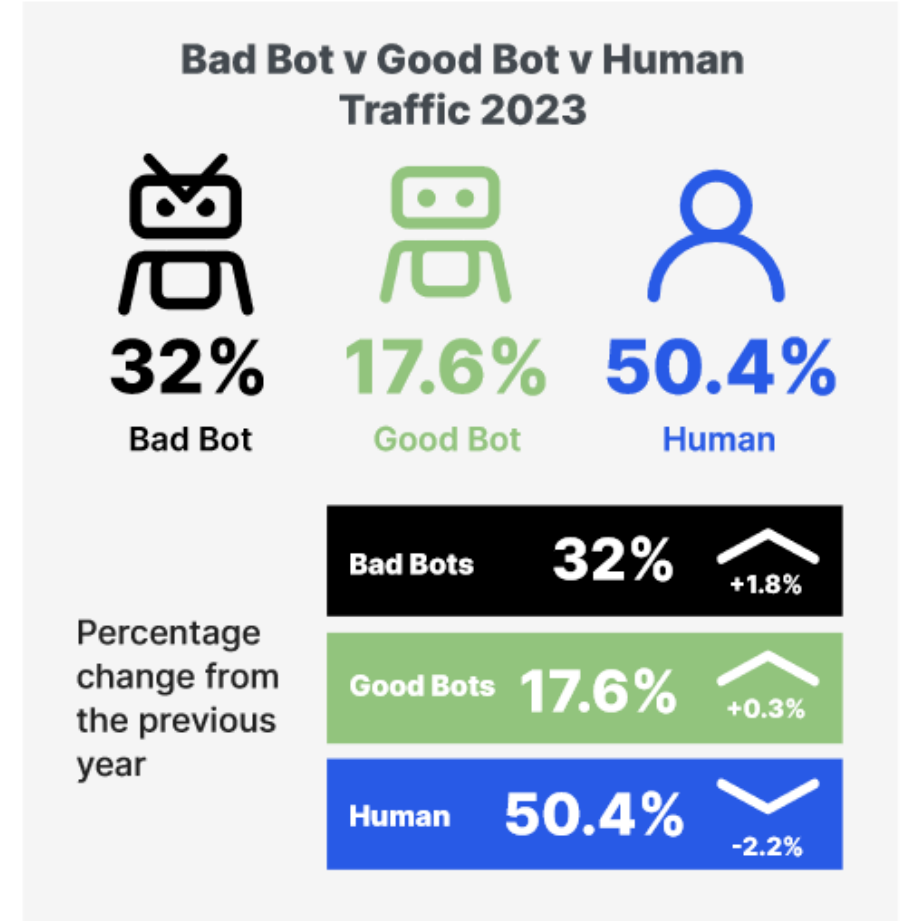 Bad Bot v Good Bot v Human
Traffic 2023
32%
Bad Bot
17.6%
Good Bot
50.4%
Human
Percentage
change from
the previous
year
Bad Bots 32% +1.8%
Good Bots 17.6% +0.3%
Human 50.4% -2.2%